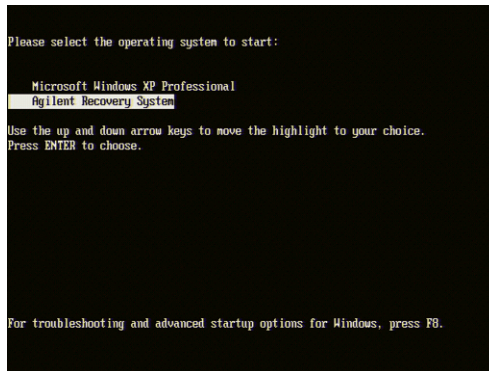 Please select the operating system to start:
Microsoft Windows XP Professional
Agilent Recovery System
Use the up and down arrow keys to move the highlight to your choice.
Press ENTER to choose.
For troubleshooting and advanced startup options for Windows, press F8.